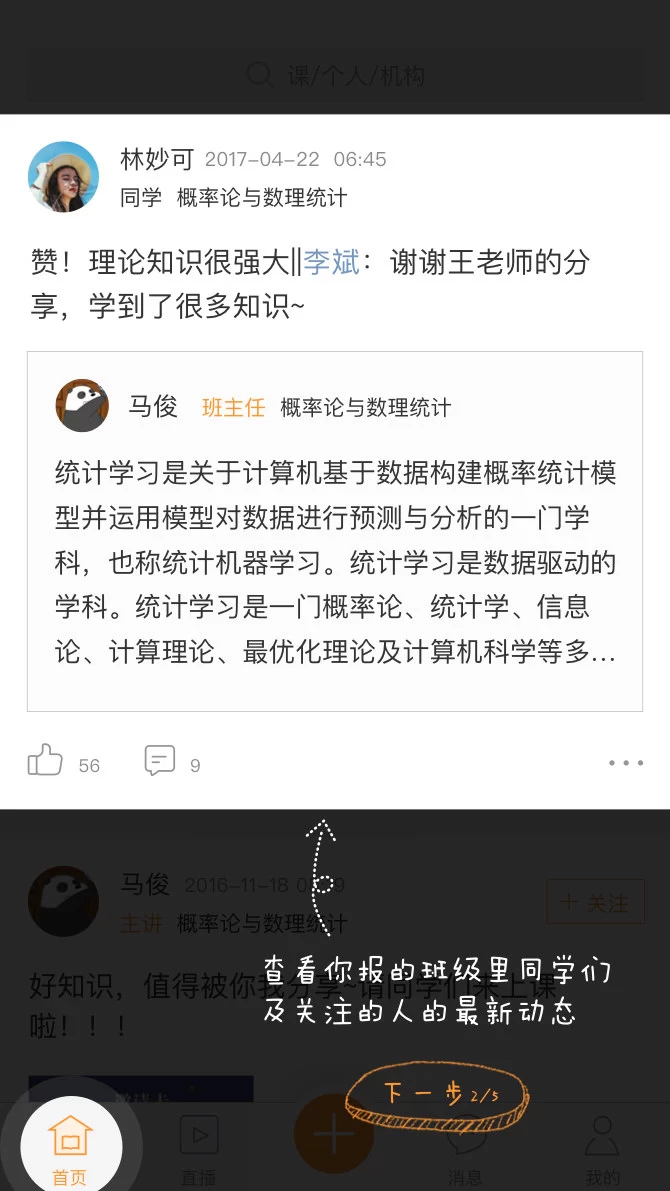 课/个人/机构
林妙可 2017-04-22 06:45
同学 概率论与数理统计
赞！理论知识很强大||李斌：谢谢王老师的分
享，学到了很多知识~
马俊 班主任 概率论与数理统计
统计学习是关于计算机基于数据构建概率统计模
型并运用模型对数据进行预测与分析的一门学
科，也称统计机器学习。统计学习是数据驱动的
学科。统计学习是一门概率论、统计学、信息
论、计算理论、最优化理论及计算机科学等多...
56 9
马俊 2016-11-18
+ 关注
主讲 概率论与数理统计
查看你报的班级里同学们
及关注的人的最新动态
好知识，值得被你我分享~请同学们来上课
啦！！！
下一步 2/5
首页 直播 消息 我的